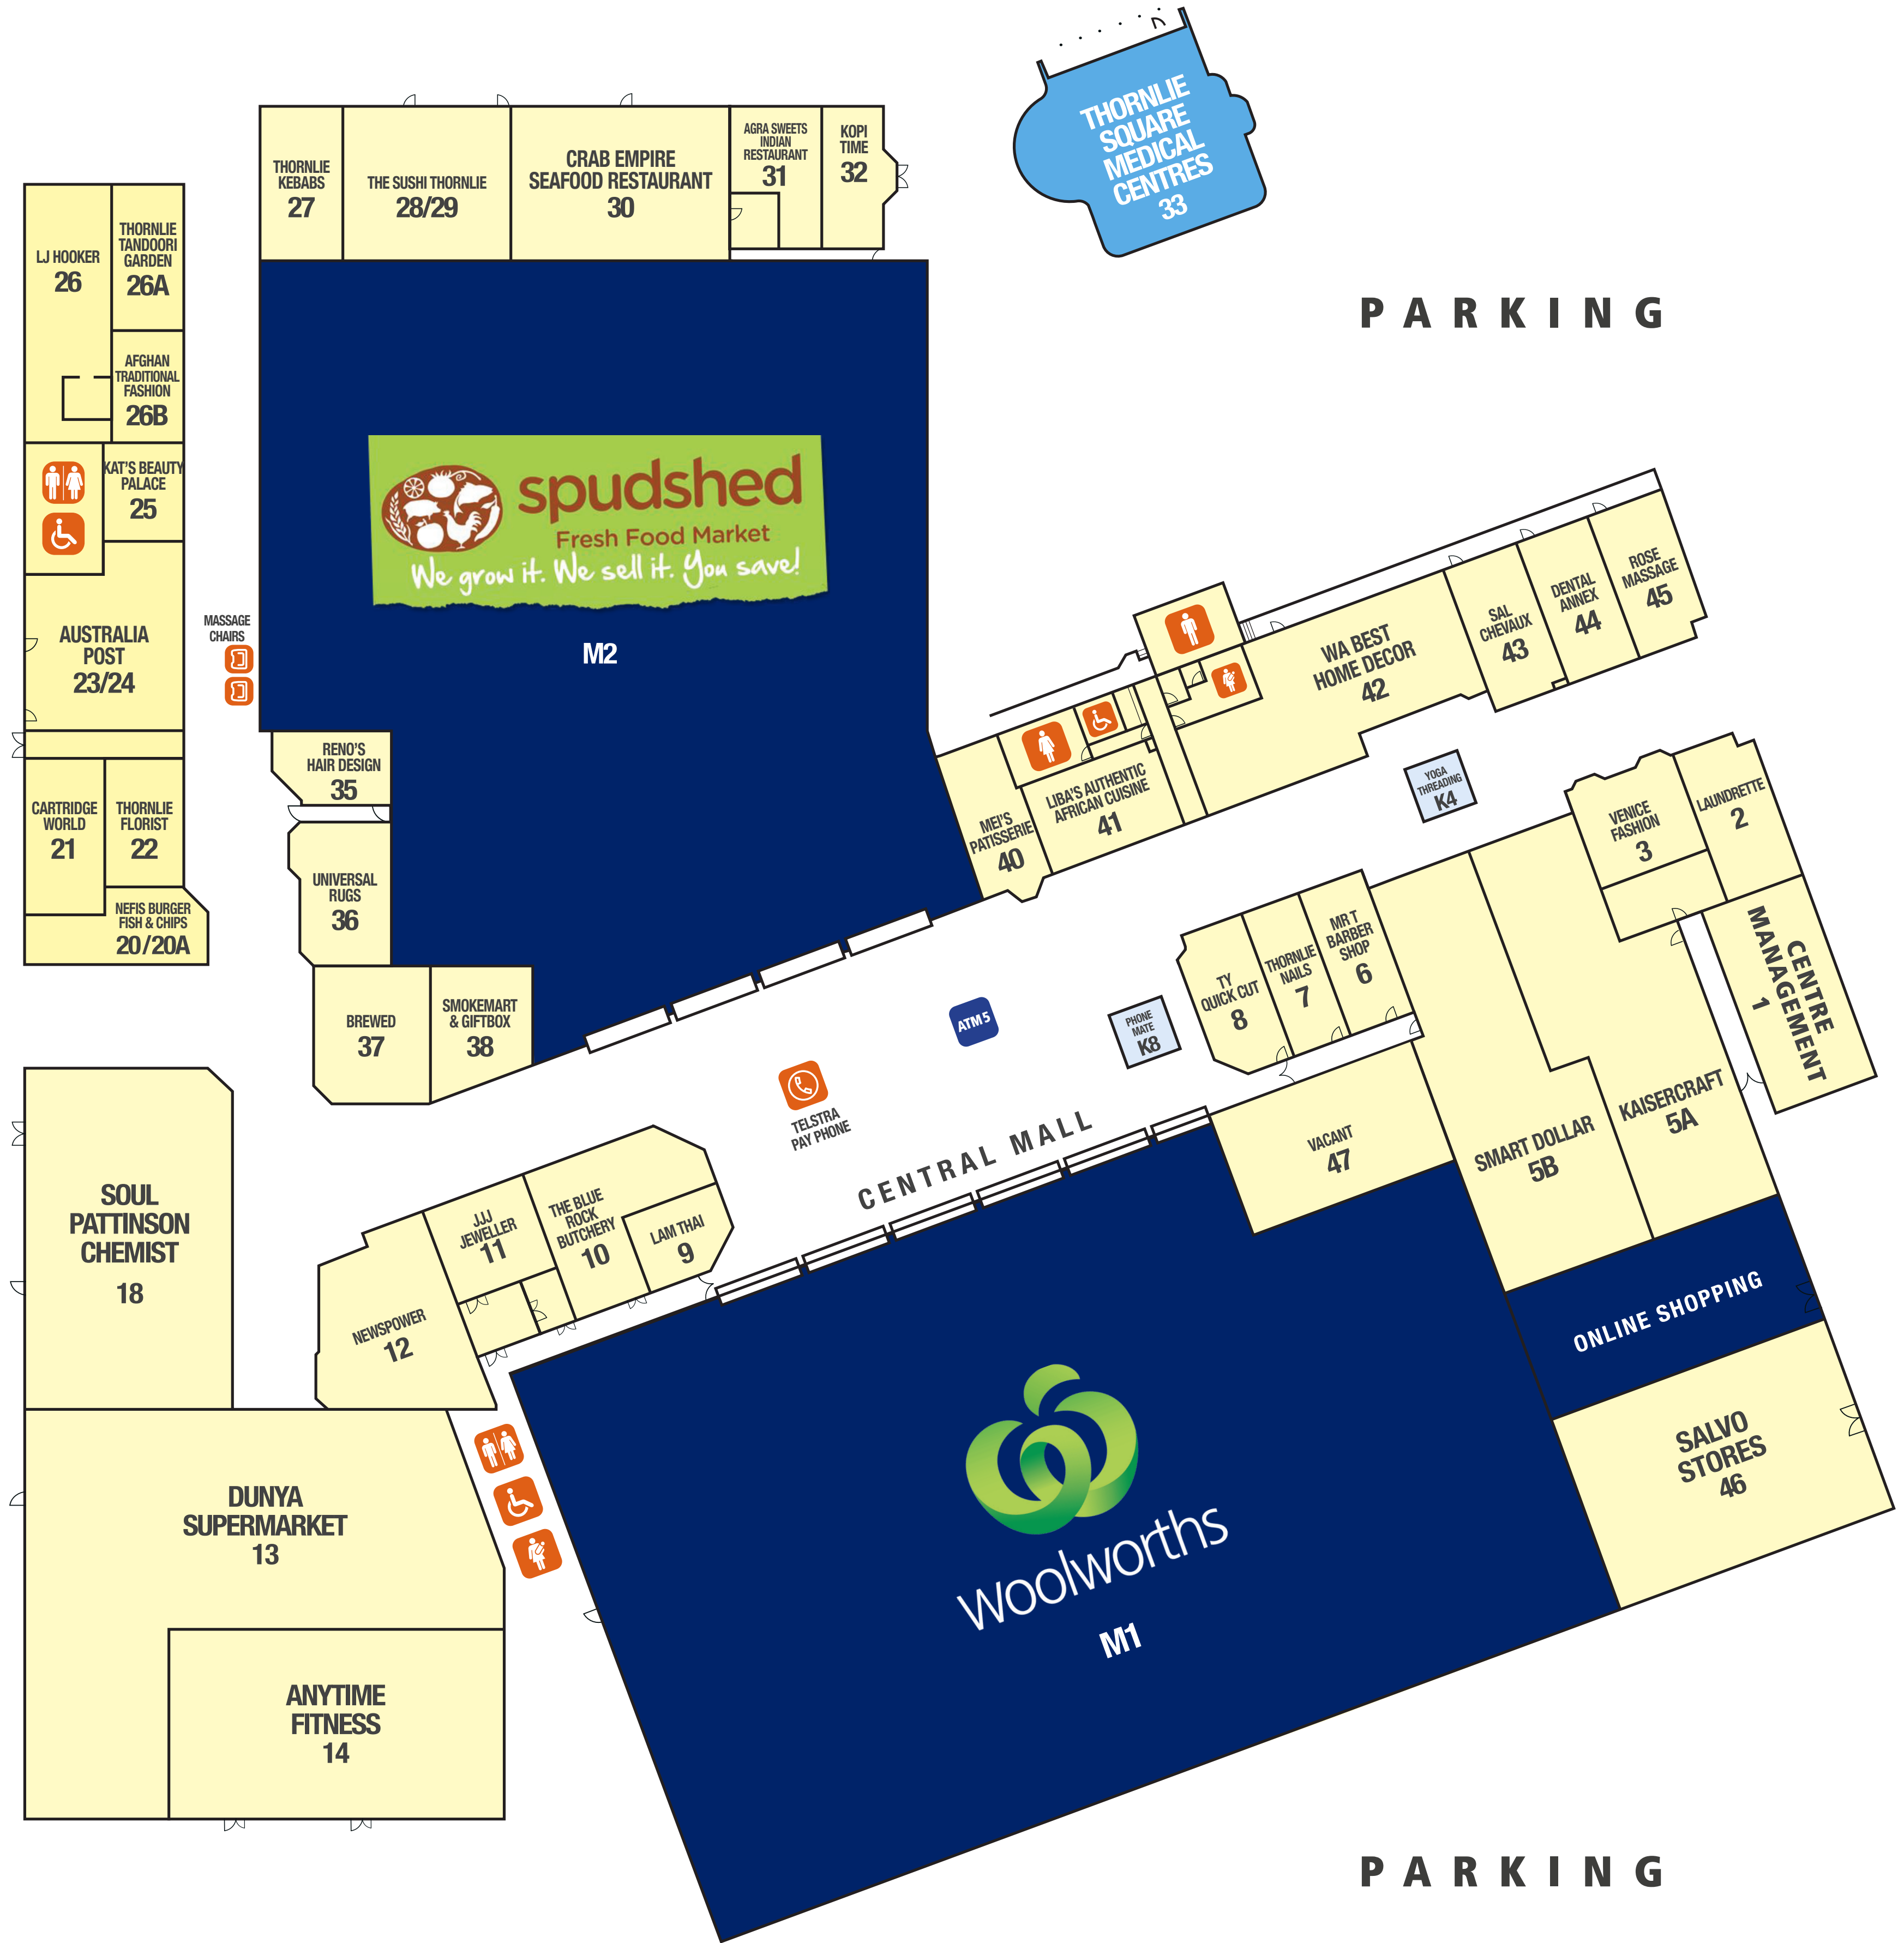 THORNLIE
SQUARE
MEDICAL
CENTRES
33
THORNLIE
KEBABS
27
THE SUSHI THORNLIE
28/29
CRAB EMPIRE
SEAFOOD RESTAURANT
30
AGRA SWEETS
INDIAN
RESTAURANT
31
KOPI
TIME
32
PARKING
LJ HOOKER
26
THORNLIE
TANDOORI
GARDEN
26A
AFGHAN
TRADITIONAL
FASHION
26B
KAT'S BEAUTY
PALACE
25
AUSTRALIA
POST
23/24
MASSAGE
CHAIRS
spudshed
Fresh Food Market
We grow it. We sell it. You save!
M2
CARTRIDGE
WORLD
21
THORNLIE
FLORIST
22
NEFIS BURGER
FISH & CHIPS
20/20A
RENO'S
HAIR DESIGN
35
UNIVERSAL
RUGS
36
BREWED
37
SMOKEMART
& GIFTBOX
38
MEI'S
PATISSERIE
40
LIBA'S AUTHENTIC
AFRICAN CUISINE
41
WA BEST
HOME DECOR
42
SAL
CHEVAUX
43
DENTAL
ANNEX
44
ROSE
MASSAGE
45
YOGA
THREADING
K4
VENICE
FASHION
3
LAUNDRETTE
2
CENTRE
MANAGEMENT
1
TY
QUICK CUT
8
THORNLIE
NAILS
7
MR T
BARBER
SHOP
6
PHONE
MATE
K8
ATM 5
TELSTRA
PAY PHONE
CENTRAL MALL
VACANT
47
SMART DOLLAR
5B
KAISERCRAFT
5A
ONLINE SHOPPING
SALVO
STORES
46
SOUL
PATTINSON
CHEMIST
18
NEWSPOWER
12
JJJ
JEWELLER
11
THE BLUE
ROCK
BUTCHERY
10
LAM THAI
9
DUNYA
SUPERMARKET
13
ANYTIME
FITNESS
14
Woolworths
M1
PARKING